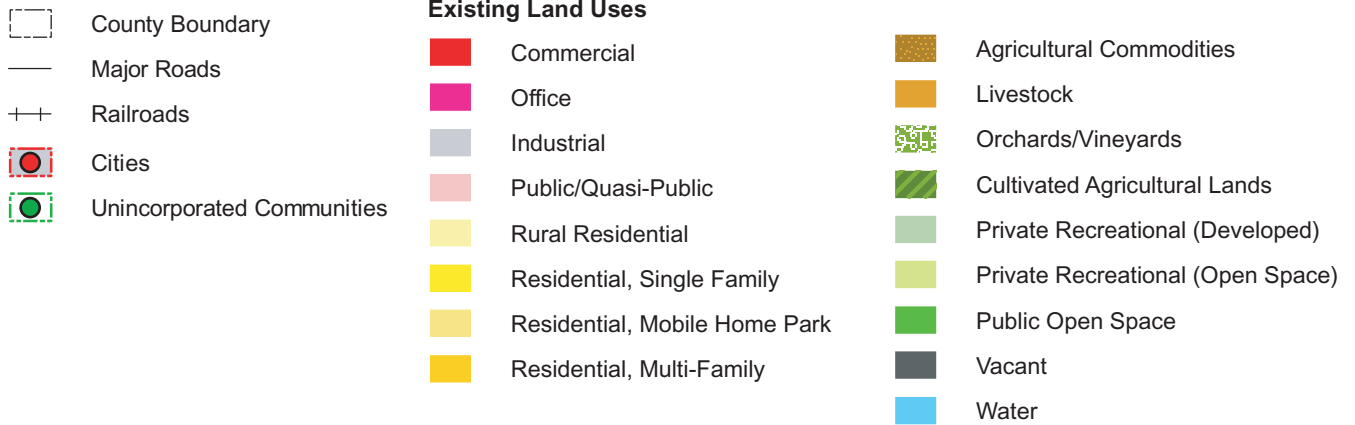 County Boundary
Major Roads
Railroads
Cities
Unincorporated Communities
Existing Land Uses
Commercial
Office
Industrial
Public/Quasi-Public
Rural Residential
Residential, Single Family
Residential, Mobile Home Park
Residential, Multi-Family
Agricultural Commodities
Livestock
Orchards/Vineyards
Cultivated Agricultural Lands
Private Recreational (Developed)
Private Recreational (Open Space)
Public Open Space
Vacant
Water